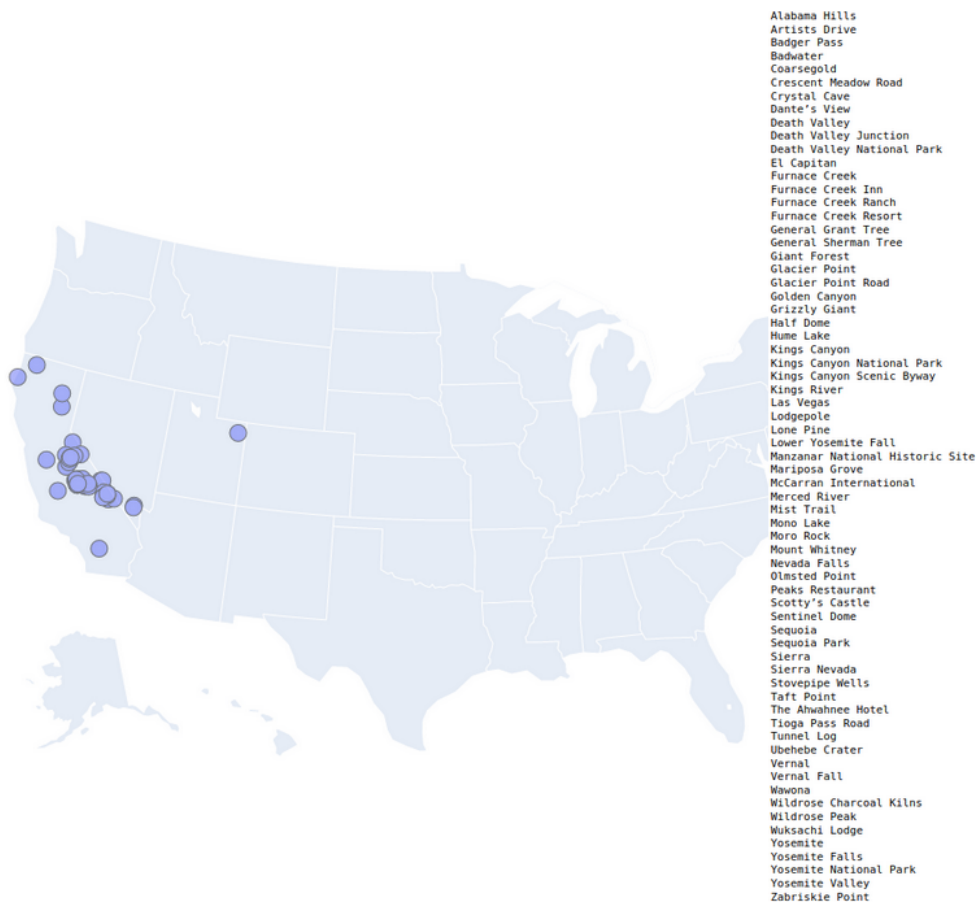 Alabama Hills
Artists Drive
Badger Pass
Badwater
Coarsegold
Crescent Meadow Road
Crystal Cave
Dante's View
Death Valley
Death Valley Junction
Death Valley National Park
El Capitan
Furnace Creek
Furnace Creek Inn
Furnace Creek Ranch
Furnace Creek Resort
General Grant Tree
General Sherman Tree
Giant Forest
Glacier Point
Glacier Point Road
Golden Canyon
Grizzly Giant
Half Dome
Hume Lake
Kings Canyon
Kings Canyon National Park
Kings Canyon Scenic Byway
Kings River
Las Vegas
Lodgepole
Lone Pine
Lower Yosemite Fall
Manzanar National Historic Site
Mariposa Grove
McCarran International
Merced River
Mist Trail
Mono Lake
Moro Rock
Mount Whitney
Nevada Falls
Olmsted Point
Peaks Restaurant
Scotty's Castle
Sentinel Dome
Sequoia
Sequoia Park
Sierra
Sierra Nevada
Stovepipe Wells
Taft Point
The Ahwahnee Hotel
Tioga Pass Road
Tunnel Log
Ubehebe Crater
Vernal
Vernal Fall
Wawona
Wildrose Charcoal Kilns
Wildrose Peak
Wuksachi Lodge
Yosemite
Yosemite Falls
Yosemite National Park
Yosemite Valley
Zabriskie Point